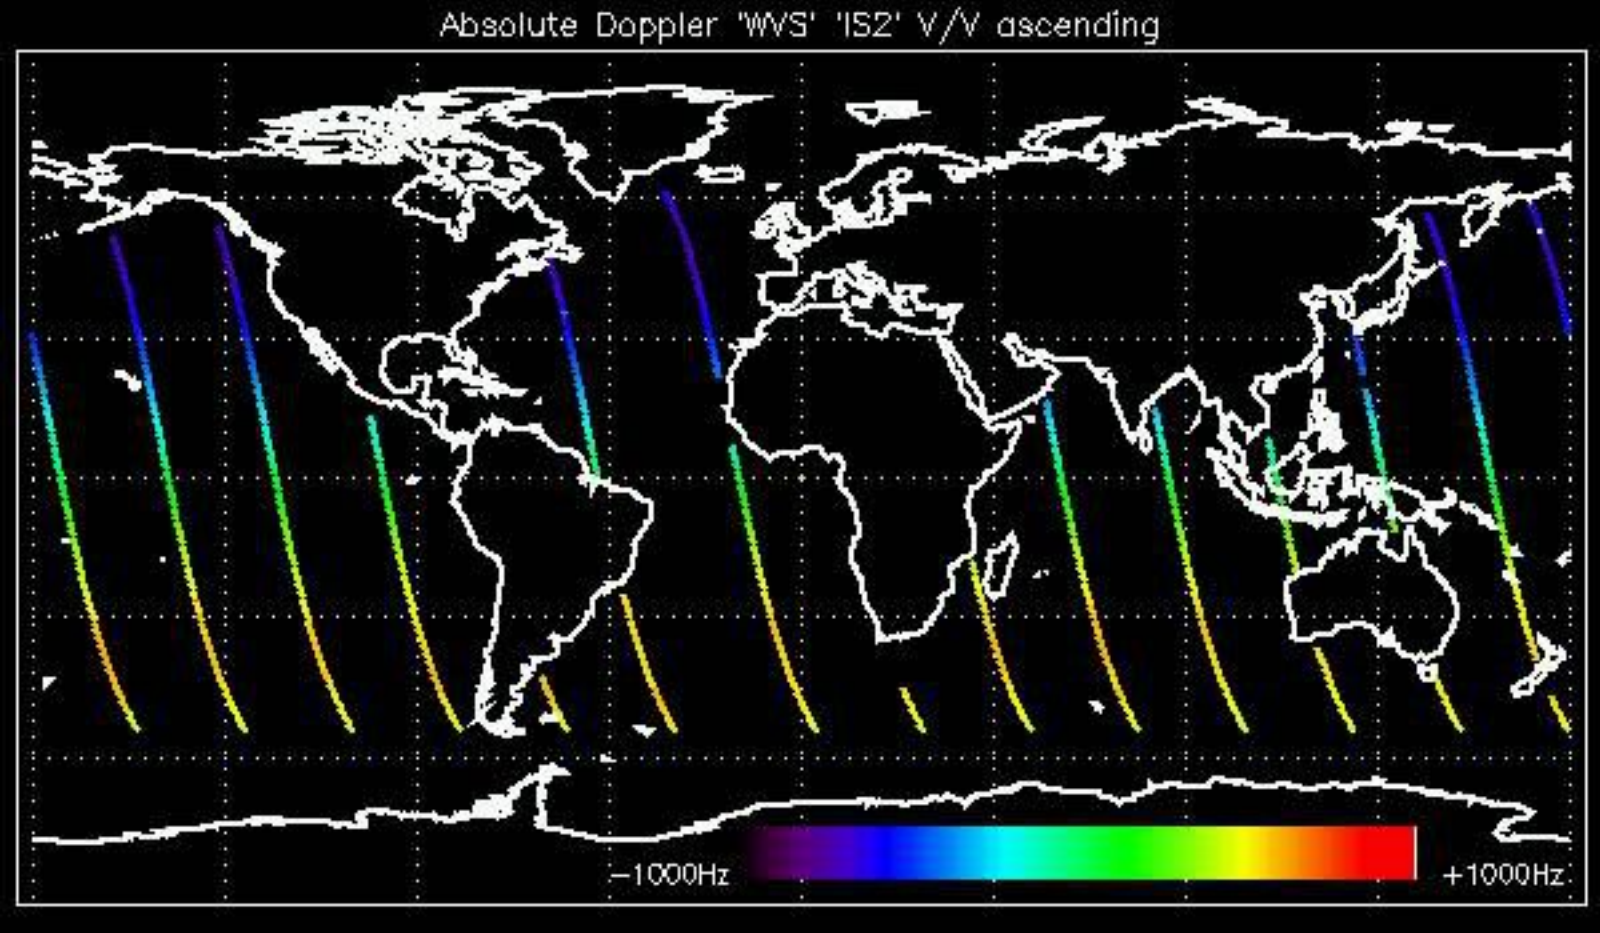 Absolute Doppler 'WVS' 'IS2' V/V ascending
−1000Hz
+1000Hz